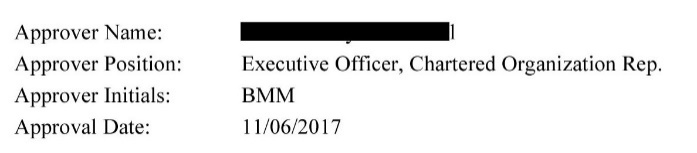 Approver Name:
Approver Position: Executive Officer, Chartered Organization Rep.
Approver Initials: BMM
Approval Date: 11/06/2017